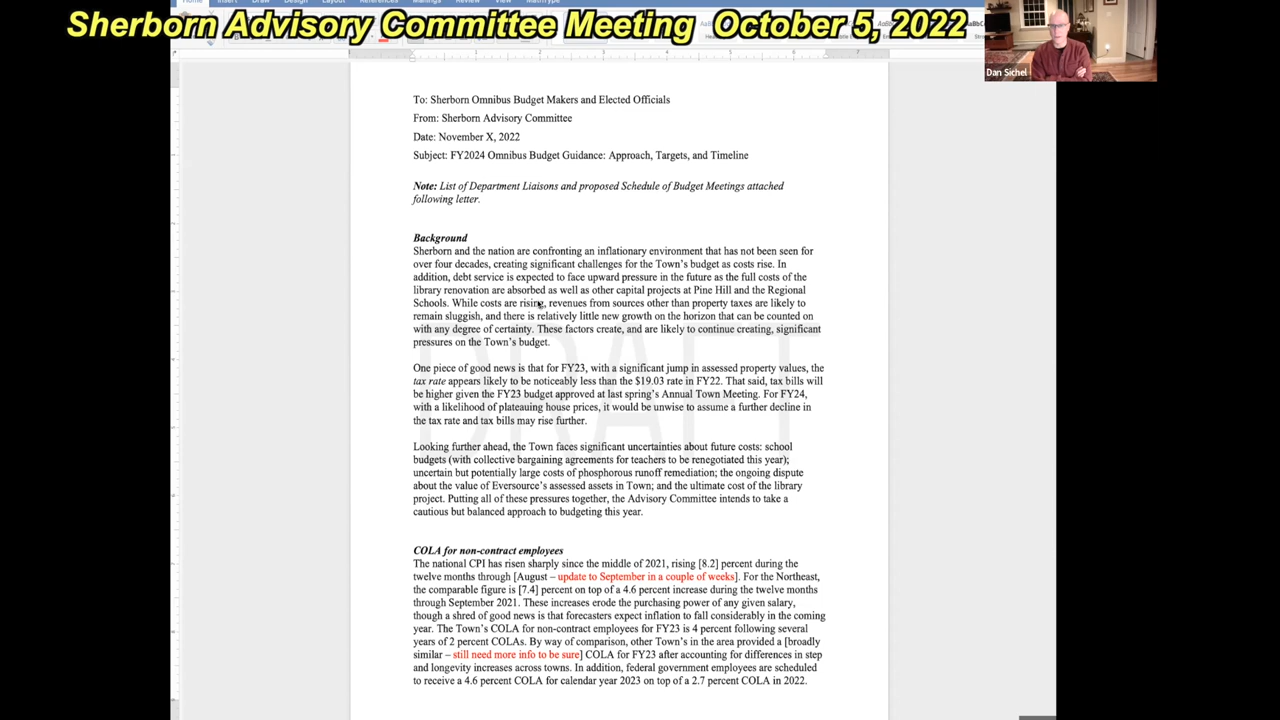 Home Insert Draw Design Layout References Mailings Review View MathType
Sherborn Advisory Committee Meeting October 5, 2022
Dan Sichel
To: Sherborn Omnibus Budget Makers and Elected Officials
From: Sherborn Advisory Committee
Date: November X, 2022
Subject: FY2024 Omnibus Budget Guidance: Approach, Targets, and Timeline
Note: List of Department Liaisons and proposed Schedule of Budget Meetings attached
following letter.
Background
Sherborn and the nation are confronting an inflationary environment that has not been seen for
over four decades, creating significant challenges for the Town's budget as costs rise. In
addition, debt service is expected to face upward pressure in the future as the full costs of the
library renovation are absorbed as well as other capital projects at Pine Hill and the Regional
Schools. While costs are rising, revenues from sources other than property taxes are likely to
remain sluggish, and there is relatively little new growth on the horizon that can be counted on
with any degree of certainty. These factors create, and are likely to continue creating, significant
pressures on the Town's budget.
One piece of good news is that for FY23, with a significant jump in assessed property values, the
tax rate appears likely to be noticeably less than the $19.03 rate in FY22. That said, tax bills will
be higher given the FY23 budget approved at last spring's Annual Town Meeting. For FY24,
with a likelihood of plateauing house prices, it would be unwise to assume a further decline in
the tax rate and tax bills may rise further.
DRAFT
Looking further ahead, the Town faces significant uncertainties about future costs: school
budgets (with collective bargaining agreements for teachers to be renegotiated this year);
uncertain but potentially large costs of phosphorous runoff remediation; the ongoing dispute
about the value of Eversource's assessed assets in Town; and the ultimate cost of the library
project. Putting all of these pressures together, the Advisory Committee intends to take a
cautious but balanced approach to budgeting this year.
COLA for non-contract employees
The national CPI has risen sharply since the middle of 2021, rising [8.2] percent during the
twelve months through [August – update to September in a couple of weeks]. For the Northeast,
the comparable figure is [7.4] percent on top of a 4.6 percent increase during the twelve months
through September 2021. These increases erode the purchasing power of any given salary,
though a shred of good news is that forecasters expect inflation to fall considerably in the coming
year. The Town's COLA for non-contract employees for FY23 is 4 percent following several
years of 2 percent COLAs. By way of comparison, other Town's in the area provided a [broadly
similar – still need more info to be sure] COLA for FY23 after accounting for differences in step
and longevity increases across towns. In addition, federal government employees are scheduled
to receive a 4.6 percent COLA for calendar year 2023 on top of a 2.7 percent COLA in 2022.